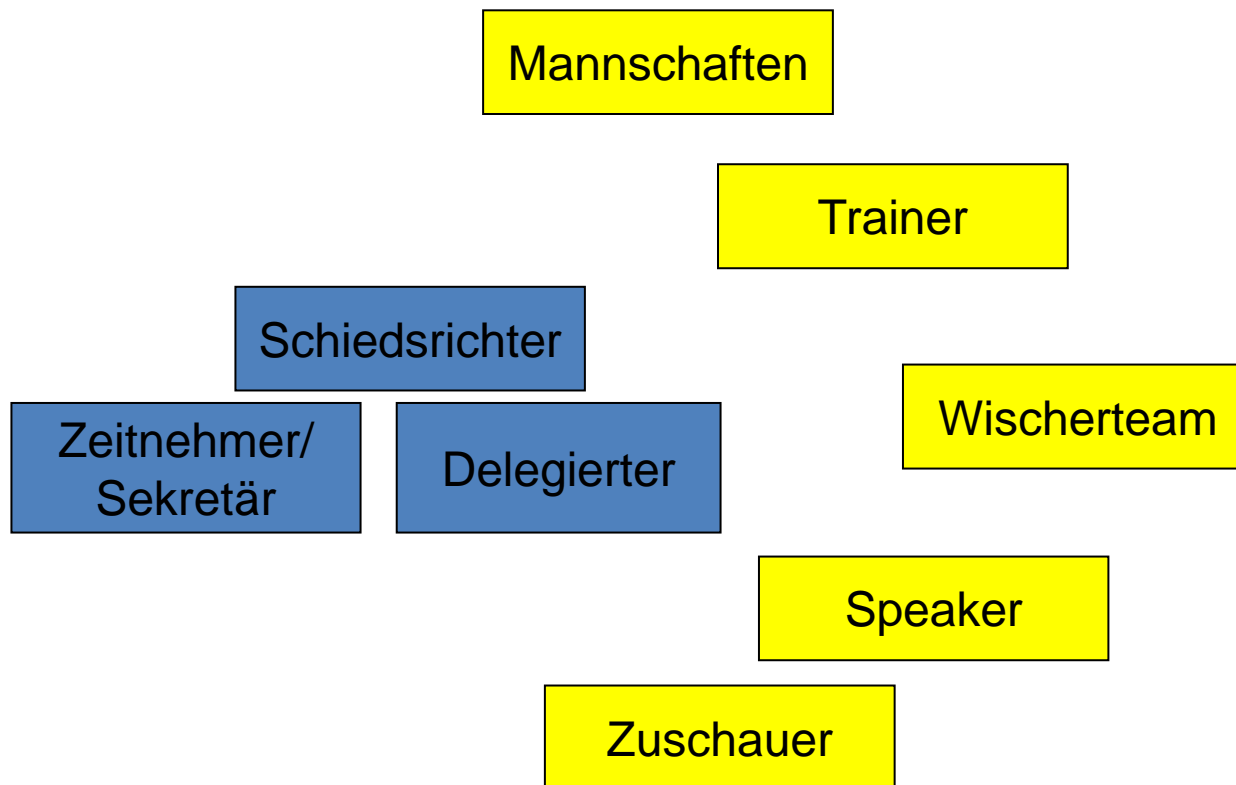 Mannschaften
Trainer
Schiedsrichter
Wischerteam
Zeitnehmer/
Sekretär
Delegierter
Speaker
Zuschauer